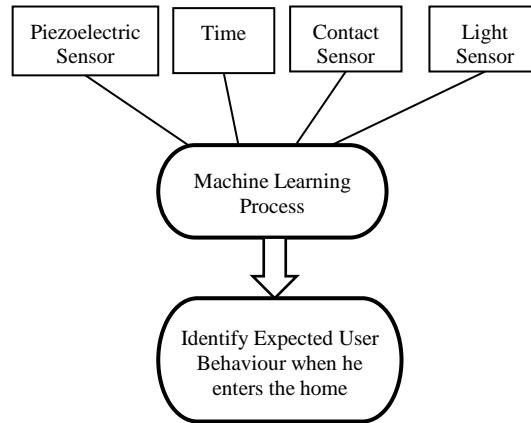 Piezoelectric
Sensor
Time
Contact
Sensor
Light
Sensor
Machine Learning
Process
Identify Expected User
Behaviour when he
enters the home